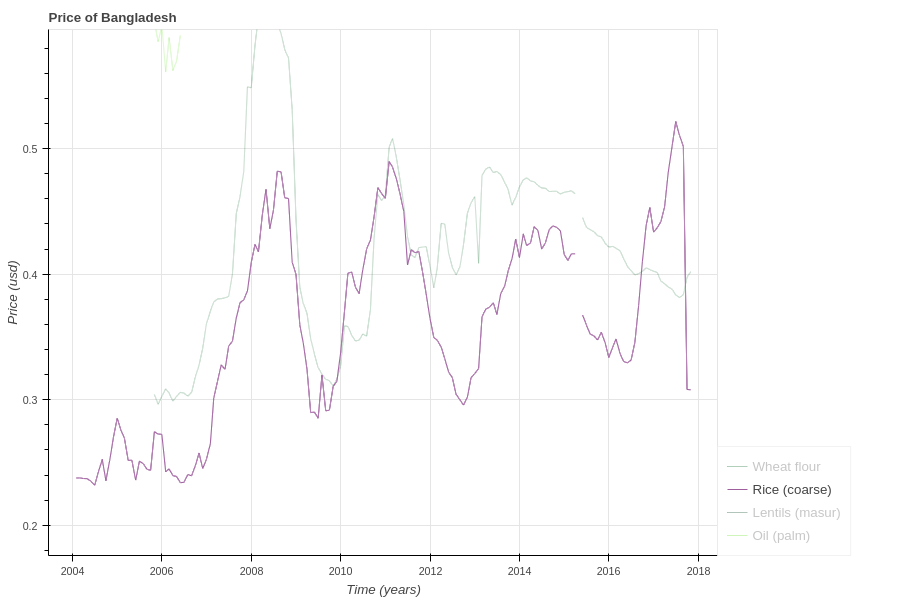 Price of Bangladesh
Price (usd)
0.5
0.4
0.3
0.2
2004 2006 2008 2010 2012 2014 2016 2018
Time (years)
Wheat flour
Rice (coarse)
Lentils (masur)
Oil (palm)